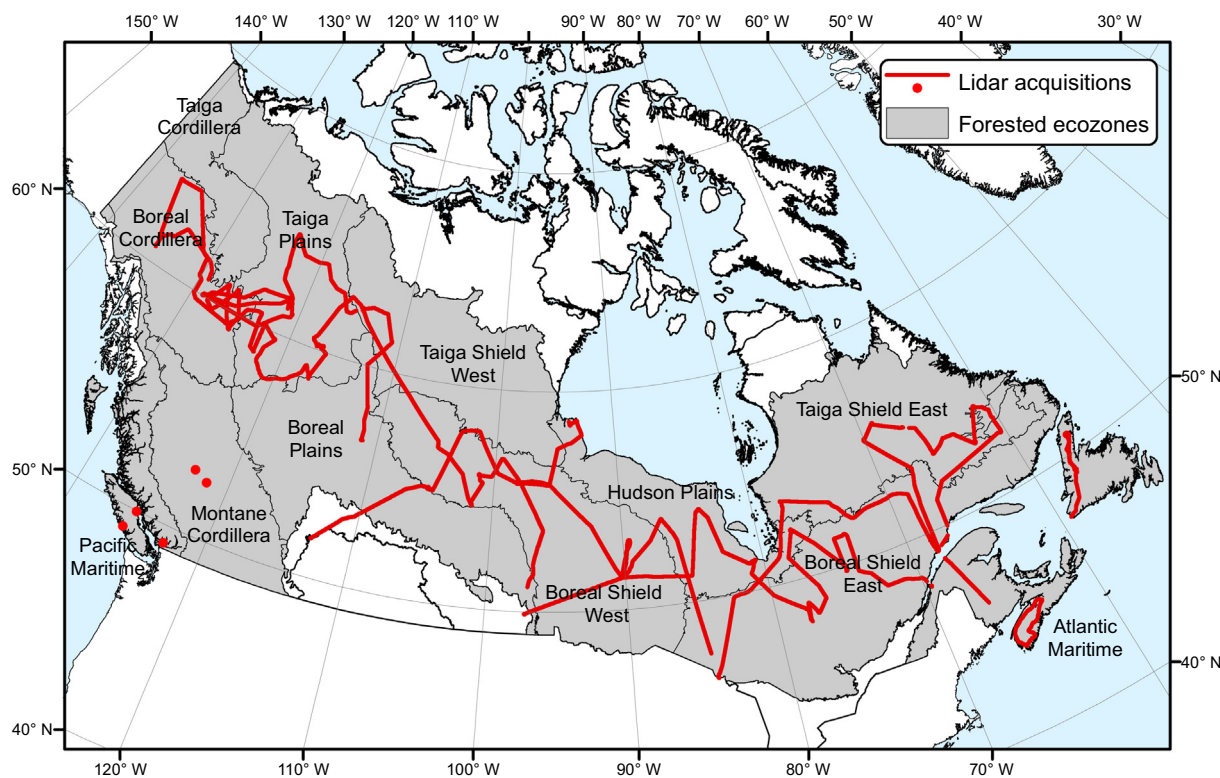 150° W 140° W 130° W 120° W 110° W 90° W 80° W 70° W 60° W 50° W 40° W 30° W
Lidar acquisitions
Forested ecozones
Taiga
Cordillera
60° N
Boreal
Cordillera
Taiga
Plains
Taiga Shield
West
50° N
Taiga Shield East
Boreal
Plains
50° N
Hudson Plains
Montane
Cordillera
Pacific
Maritime
Boreal Shield
East
Boreal Shield
West
Atlantic
Maritime
40° N
40° N
120° W 110° W 100° W 90° W 80° W 70° W